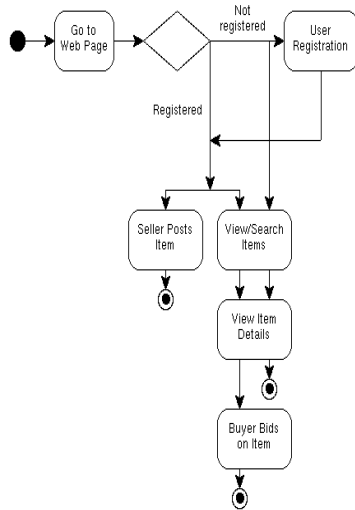 Go to
Web Page
Not
registered
User
Registration
Registered
Seller Posts
Item
View/Search
Items
View Item
Details
Buyer Bids
on Item